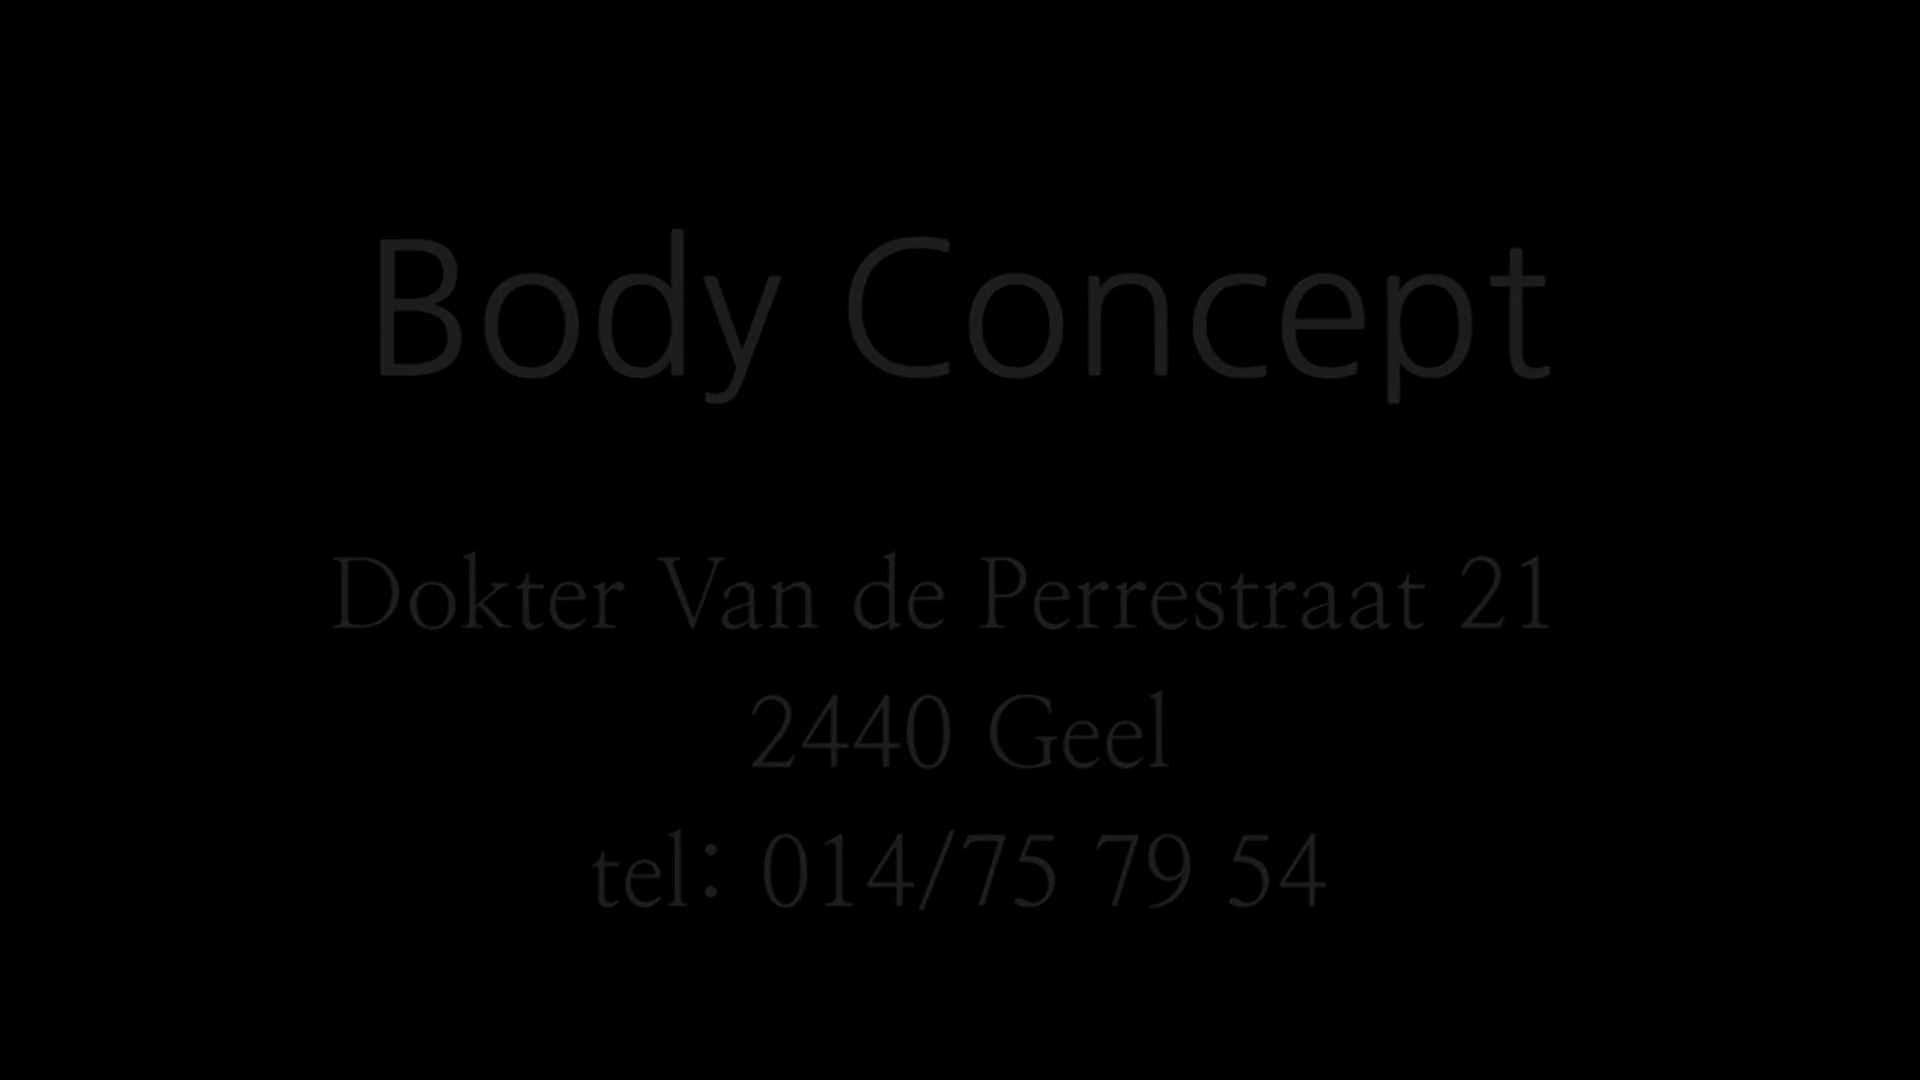 Body Concept
Dokter Van de Perrestraat 21
2440 Geel
tel: 014/75 79 54